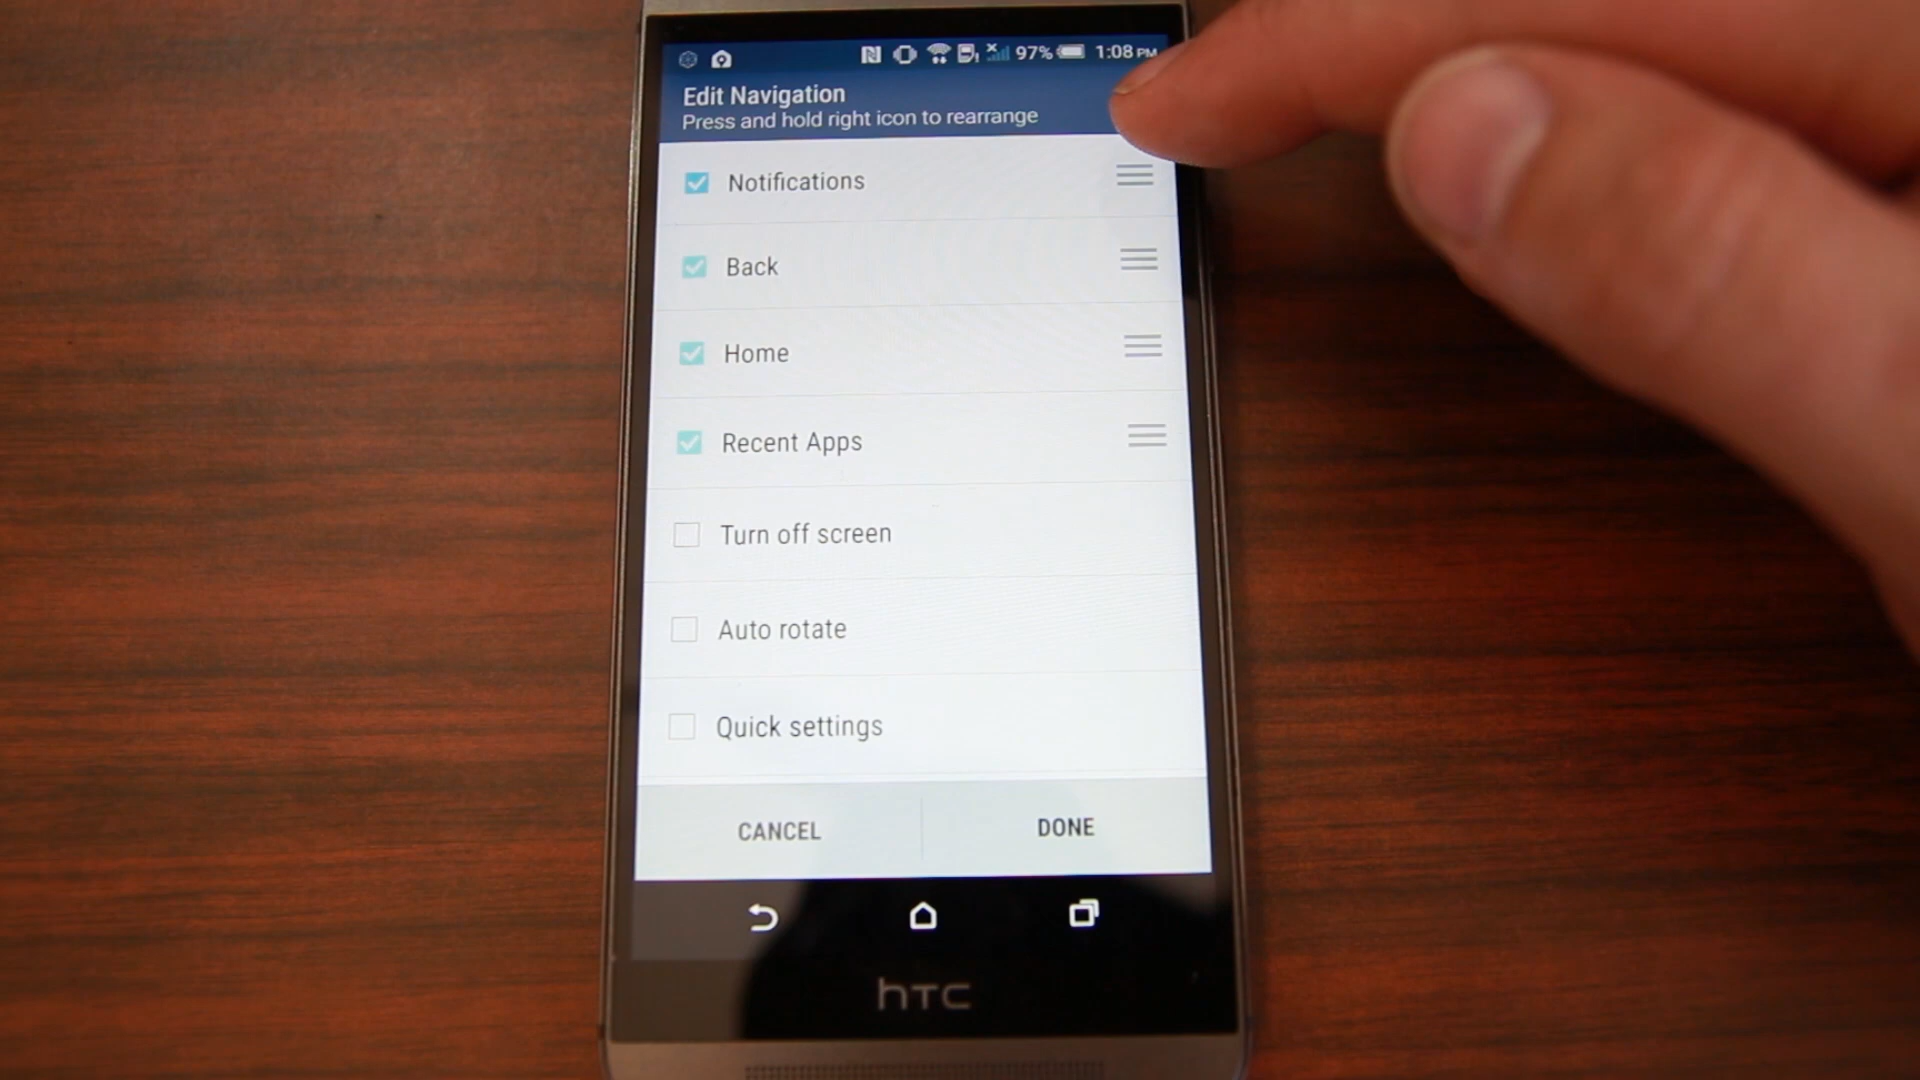 97% 1:08 PM
Edit Navigation
Press and hold right icon to rearrange
Notifications
Back
Home
Recent Apps
Turn off screen
Auto rotate
Quick settings
CANCEL DONE
hTC